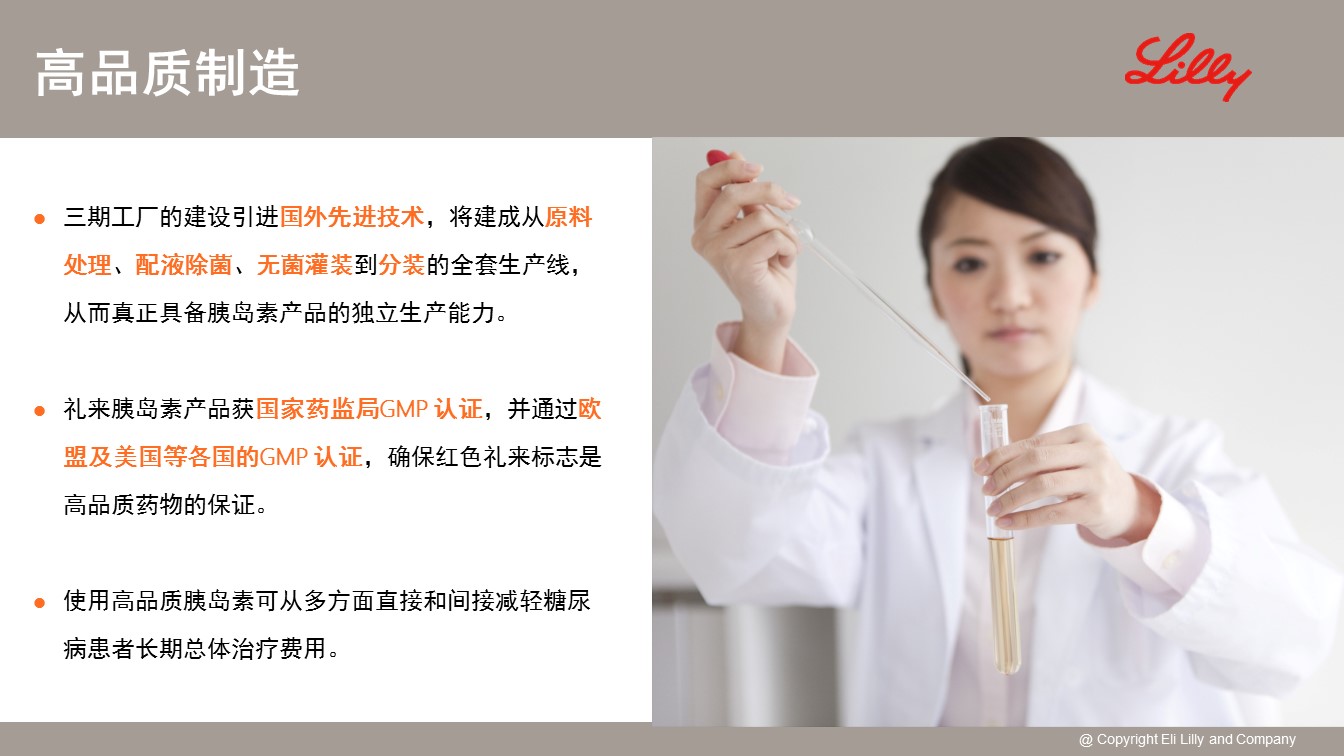 高品质制造
Lilly
三期工厂的建设引进国外先进技术，将建成从原料
处理、配液除菌、无菌灌装到分装的全套生产线，
从而真正具备胰岛素产品的独立生产能力。
礼来胰岛素产品获国家药监局GMP 认证，并通过欧
盟及美国等各国的GMP 认证，确保红色礼来标志是
高品质药物的保证。
使用高品质胰岛素可从多方面直接和间接减轻糖尿
病患者长期总体治疗费用。
@ Copyright Eli Lilly and Company